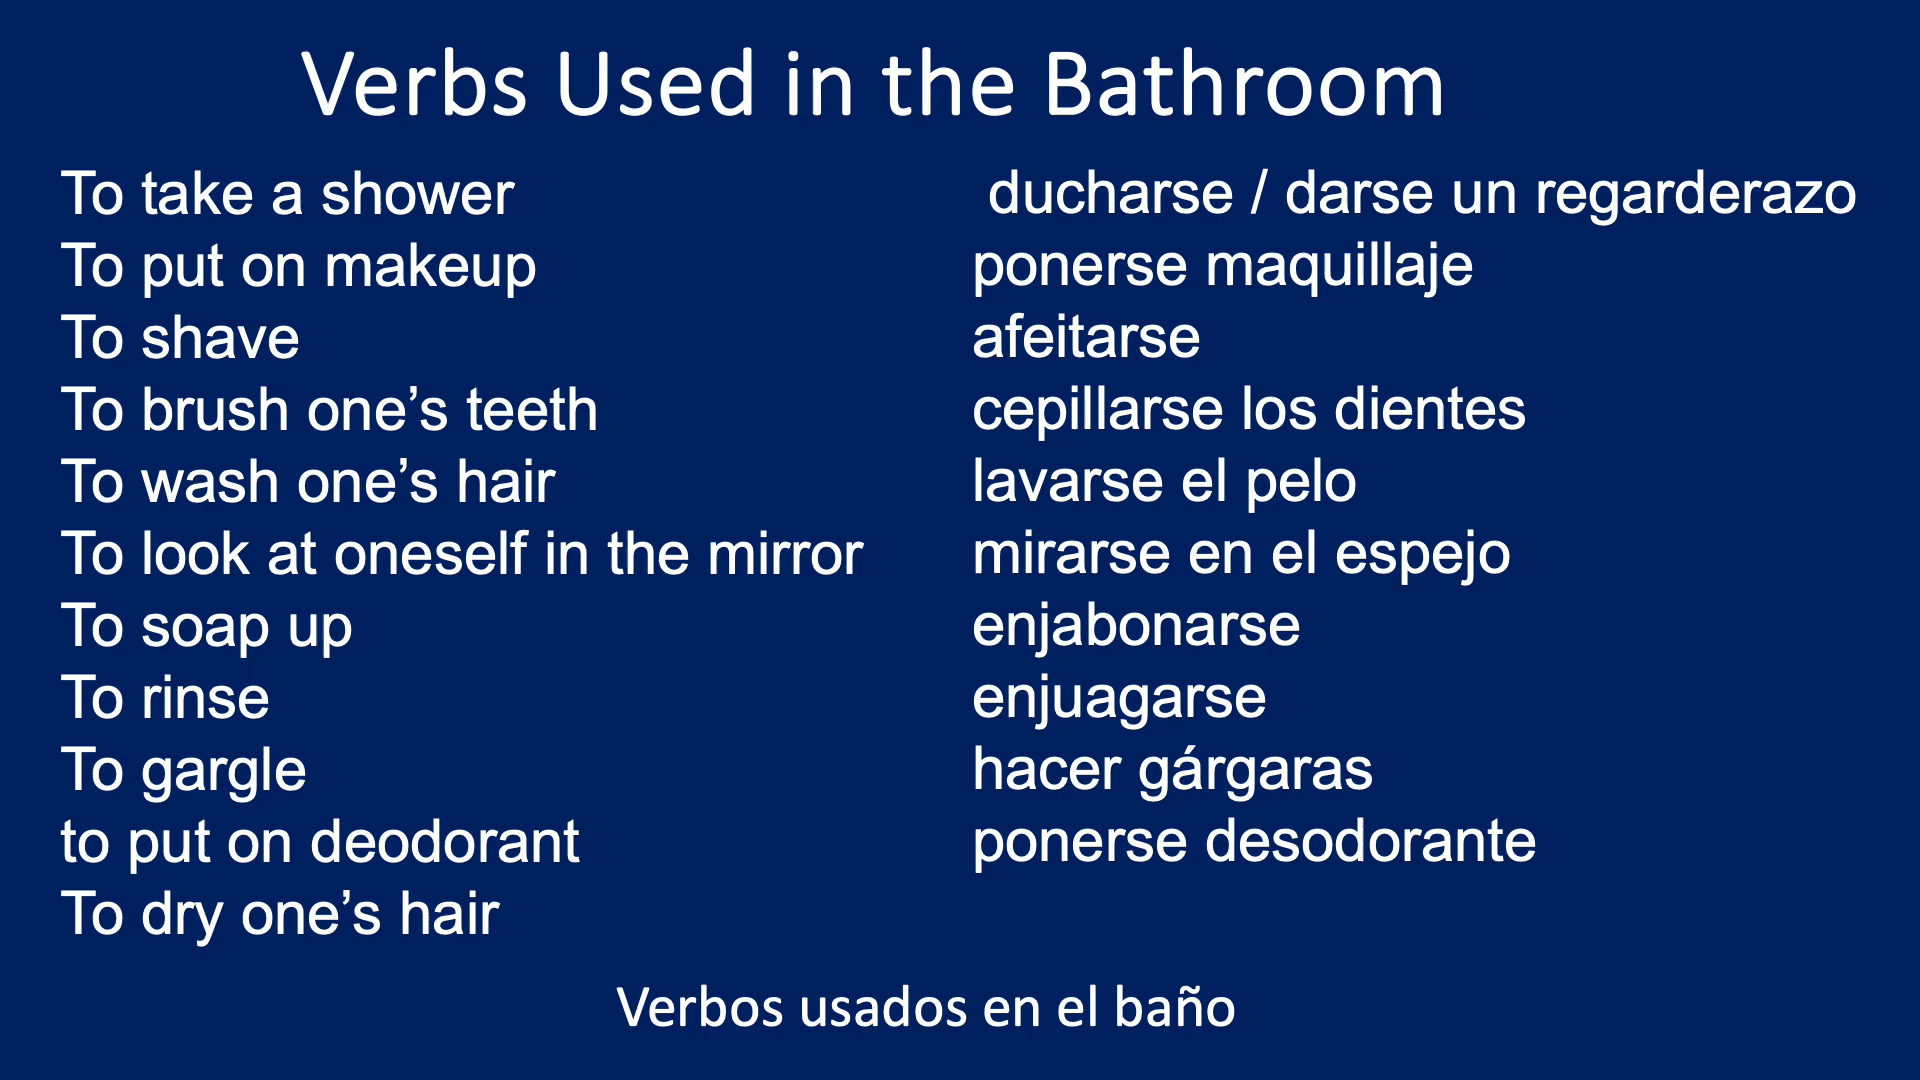 Verbs Used in the Bathroom
To take a shower
ducharse / darse un regarderazo
To put on makeup
ponerse maquillaje
To shave
afeitarse
To brush one’s teeth
cepillarse los dientes
To wash one’s hair
lavarse el pelo
To look at oneself in the mirror
mirarse en el espejo
To soap up
enjabonarse
To rinse
enjuagarse
To gargle
hacer gárgaras
to put on deodorant
ponerse desodorante
To dry one’s hair
Verbos usados en el baño